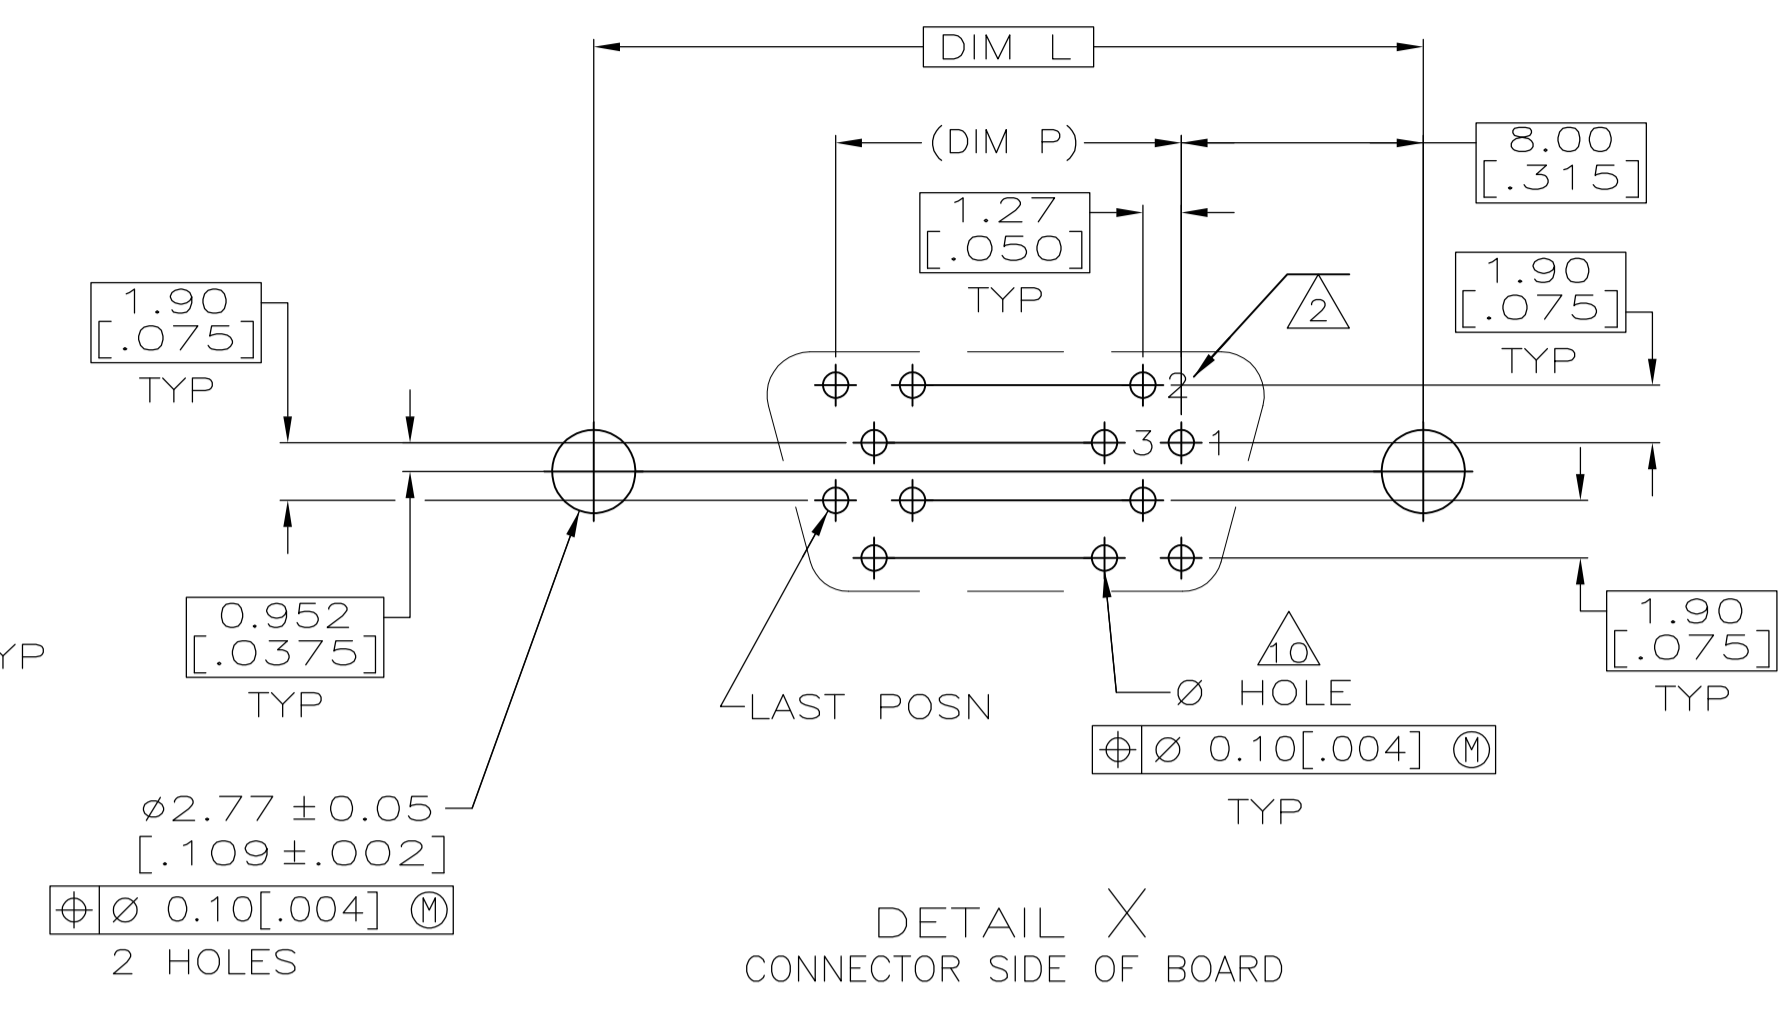 DIM L
(DIM P)
8.00
[.315]
1.27
[.050]
TYP
1.90
[.075]
TYP
2
1.90
[.075]
TYP
2
3
1
0.952
[.0375]
TYP
YP
LAST POSN
10
Ø HOLE
⌖ Ø 0.10[.004] Ⓜ
TYP
1.90
[.075]
TYP
Ø2.77 ±0.05
[.109±.002]
⌖ Ø 0.10[.004] Ⓜ
2 HOLES
DETAIL X
CONNECTOR SIDE OF BOARD